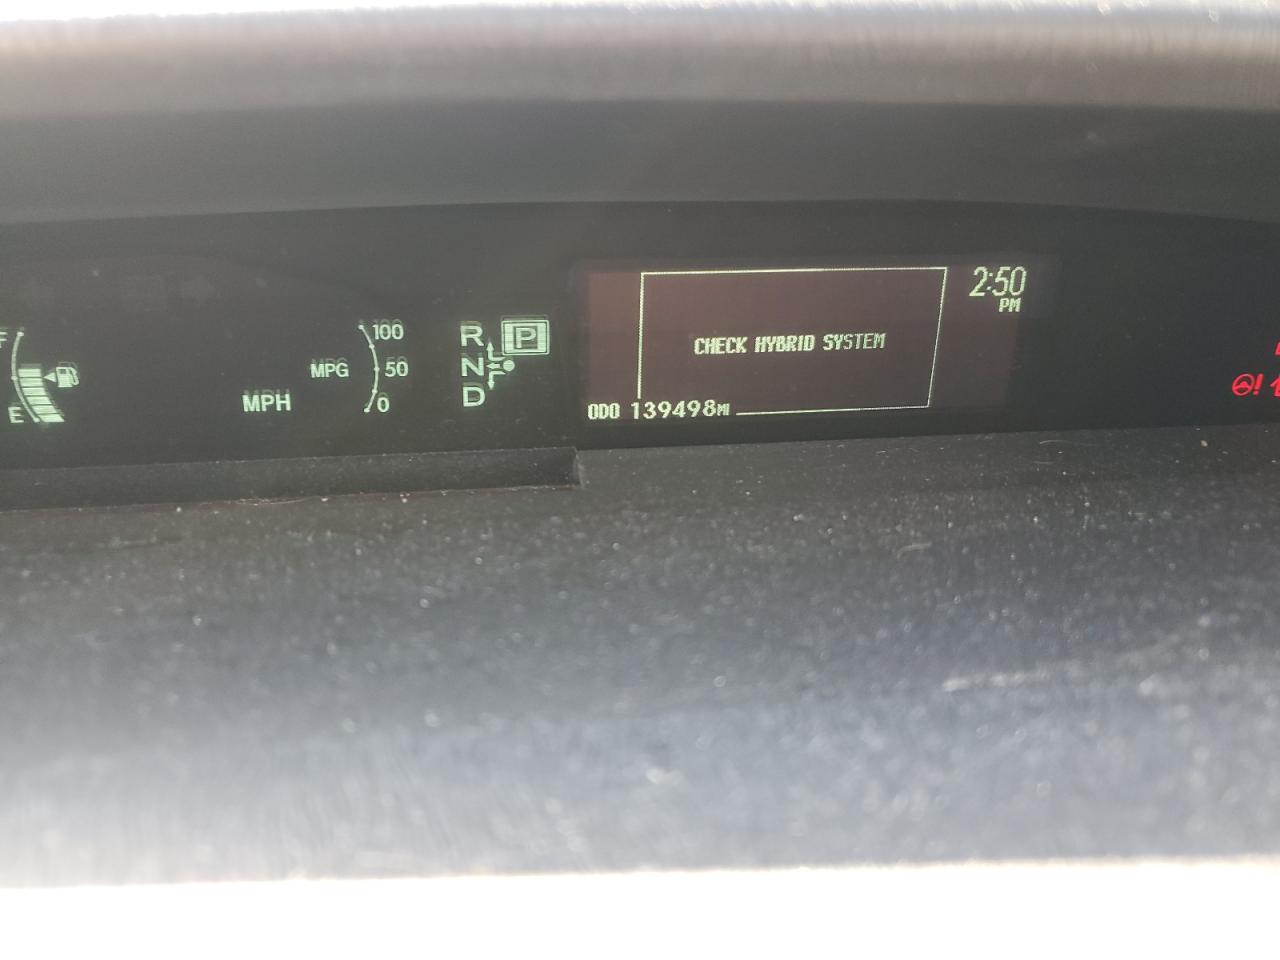 F
E
MPH
MPG
100
50
0
R
N
D
P
CHECK HYBRID SYSTEM
2:50
PM
ODO 139498MI
!